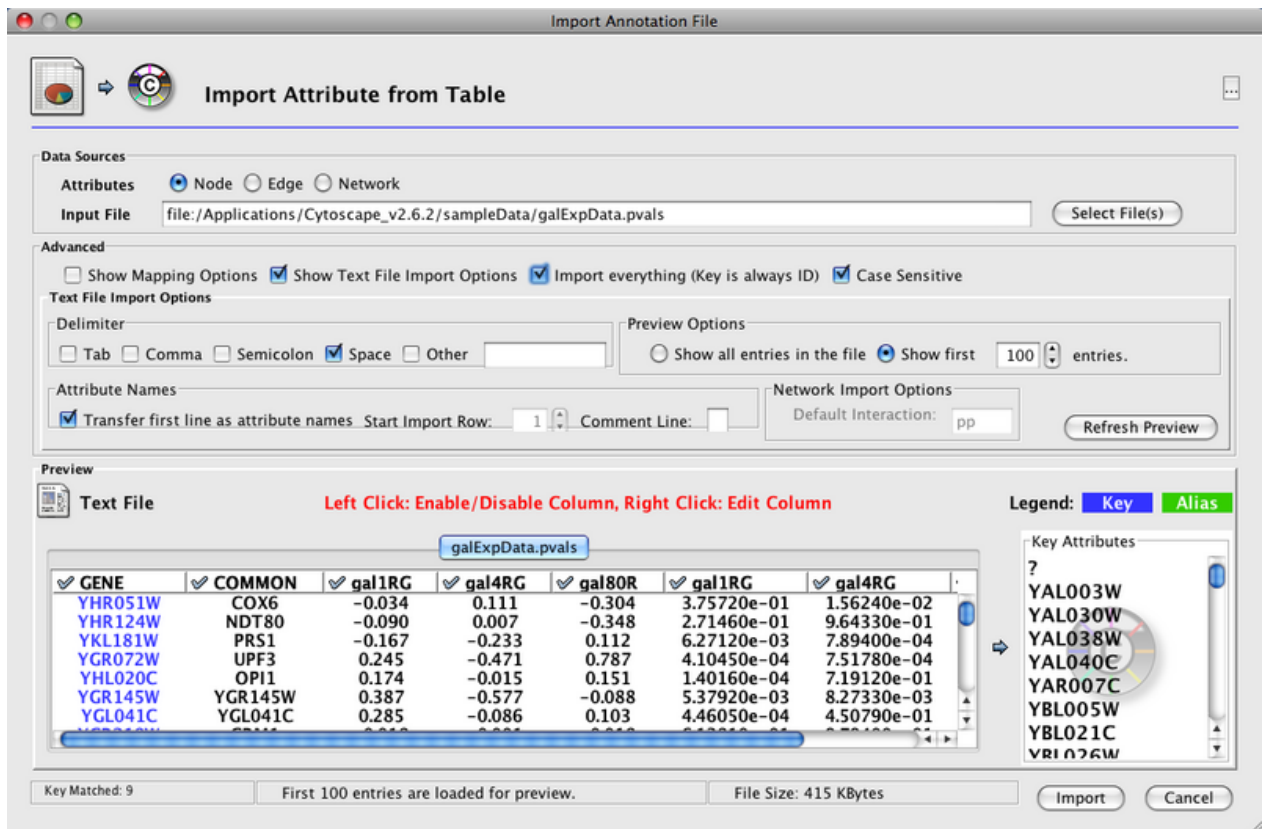 Import Annotation File
Import Attribute from Table
...
Data Sources
Attributes Node Edge Network
Input File file:/Applications/Cytoscape_v2.6.2/sampleData/galExpData.pvals Select File(s)
Advanced
Show Mapping Options Show Text File Import Options Import everything (Key is always ID) Case Sensitive
Text File Import Options
Delimiter Preview Options
Tab Comma Semicolon Space Other Show all entries in the file Show first 100 entries.
Attribute Names Network Import Options
Transfer first line as attribute names Start Import Row: 1 Comment Line: Default Interaction: pp Refresh Preview
Preview
Text File Left Click: Enable/Disable Column, Right Click: Edit Column Legend: Key Alias
galExpData.pvals Key Attributes
GENE COMMON gal1RG gal4RG gal80R gal1RG gal4RG ?
YHR051W COX6 -0.034 0.111 -0.304 3.75720e-01 1.56240e-02 YAL003W
YHR124W NDT80 -0.090 0.007 -0.348 2.71460e-01 9.64330e-01 YAL030W
YKL181W PRS1 -0.167 -0.233 0.112 6.27120e-03 7.89400e-04 YAL038W
YGR072W UPF3 0.245 -0.471 0.787 4.10450e-04 7.51780e-04 YAL040C
YHL020C OPI1 0.174 -0.015 0.151 1.40160e-04 7.19120e-01 YAR007C
YGR145W YGR145W 0.387 -0.577 -0.088 5.37920e-03 8.27330e-03 YBL005W
YGL041C YGL041C 0.285 -0.086 0.103 4.46050e-04 4.50790e-01 YBL021C
YBL026W
Key Matched: 9 First 100 entries are loaded for preview. File Size: 415 KBytes Import Cancel